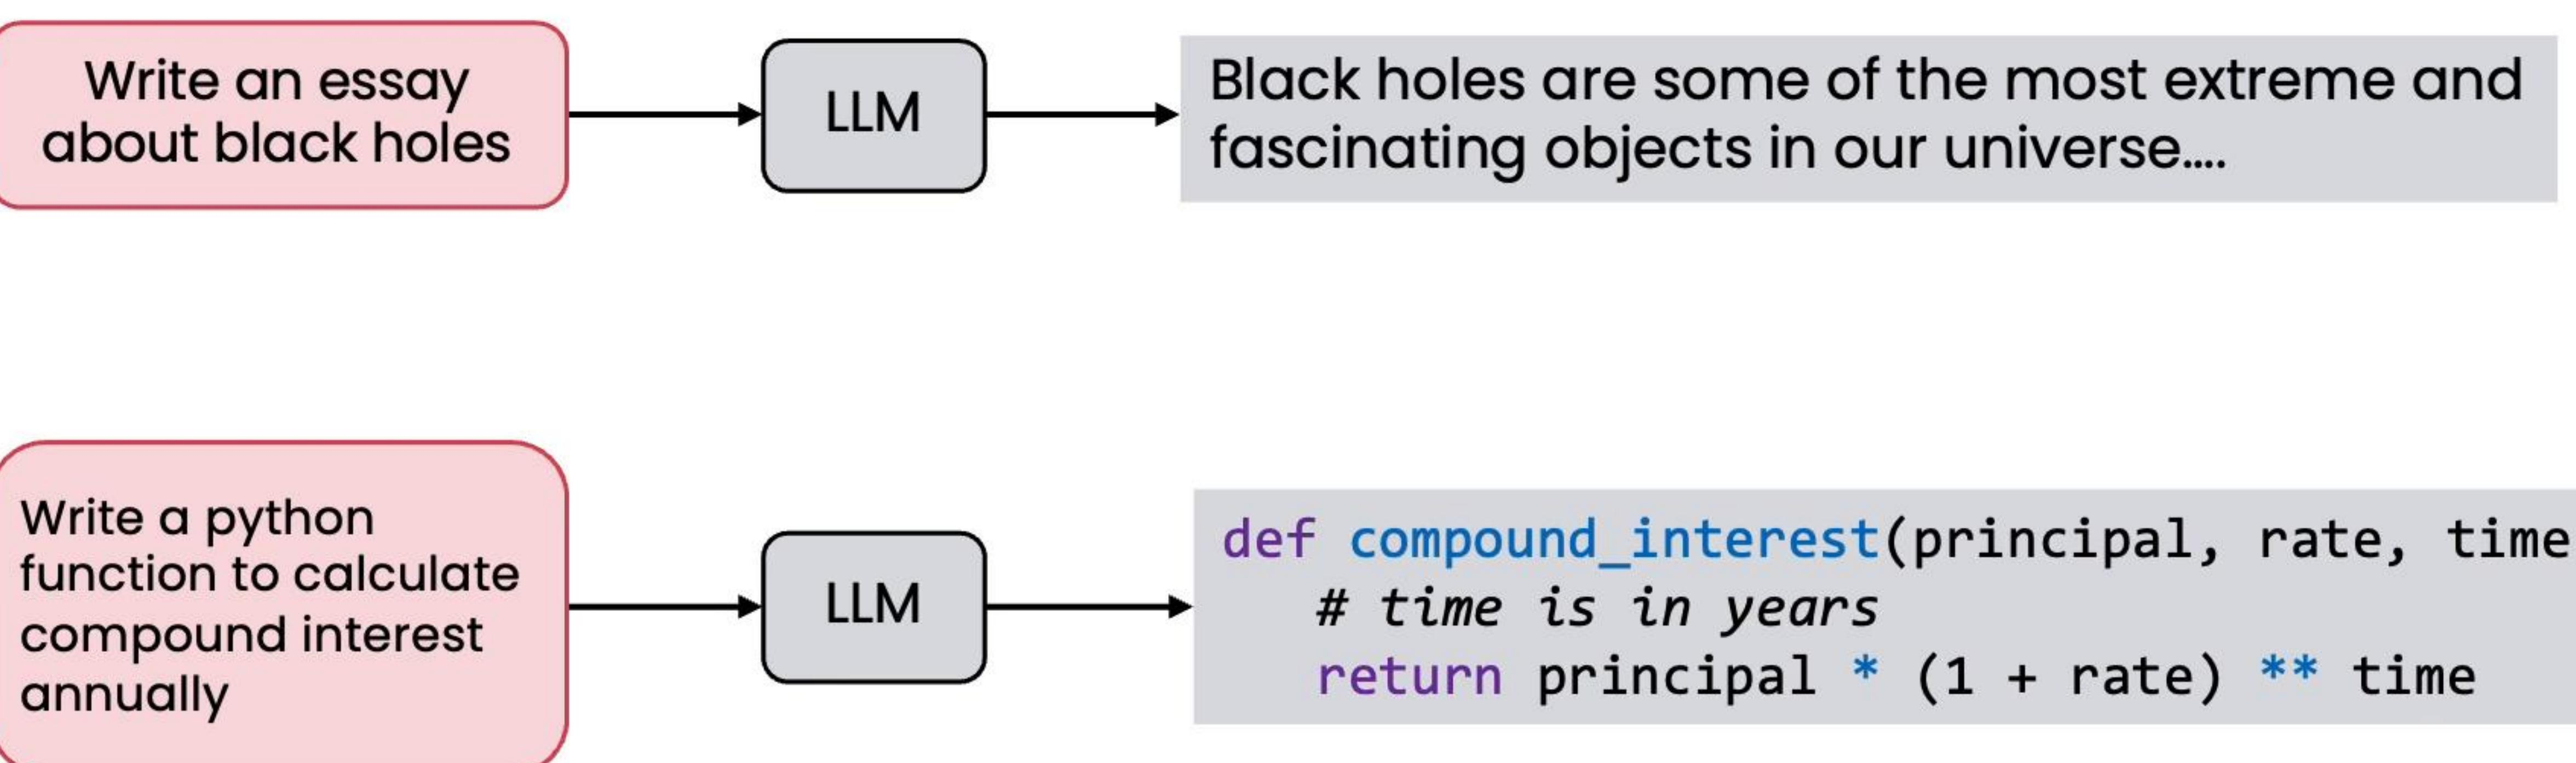 Write an essay
about black holes
LLM
Black holes are some of the most extreme and
fascinating objects in our universe....
Write a python
function to calculate
compound interest
annually
LLM
def compound_interest(principal, rate, time
# time is in years
return principal * (1 + rate) ** time